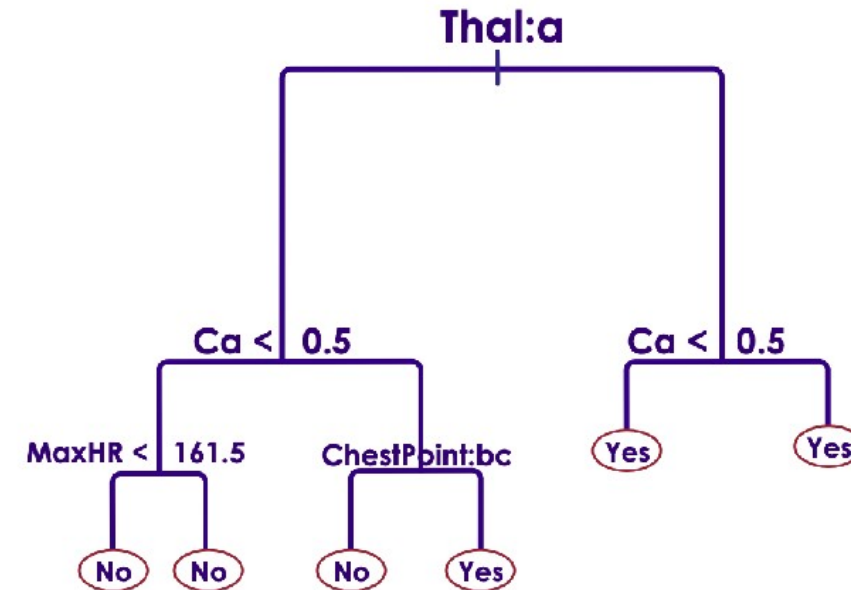 Thal:a
Ca < 0.5
Ca < 0.5
MaxHR < 161.5
ChestPoint:bc
Yes
Yes
No
No
No
Yes